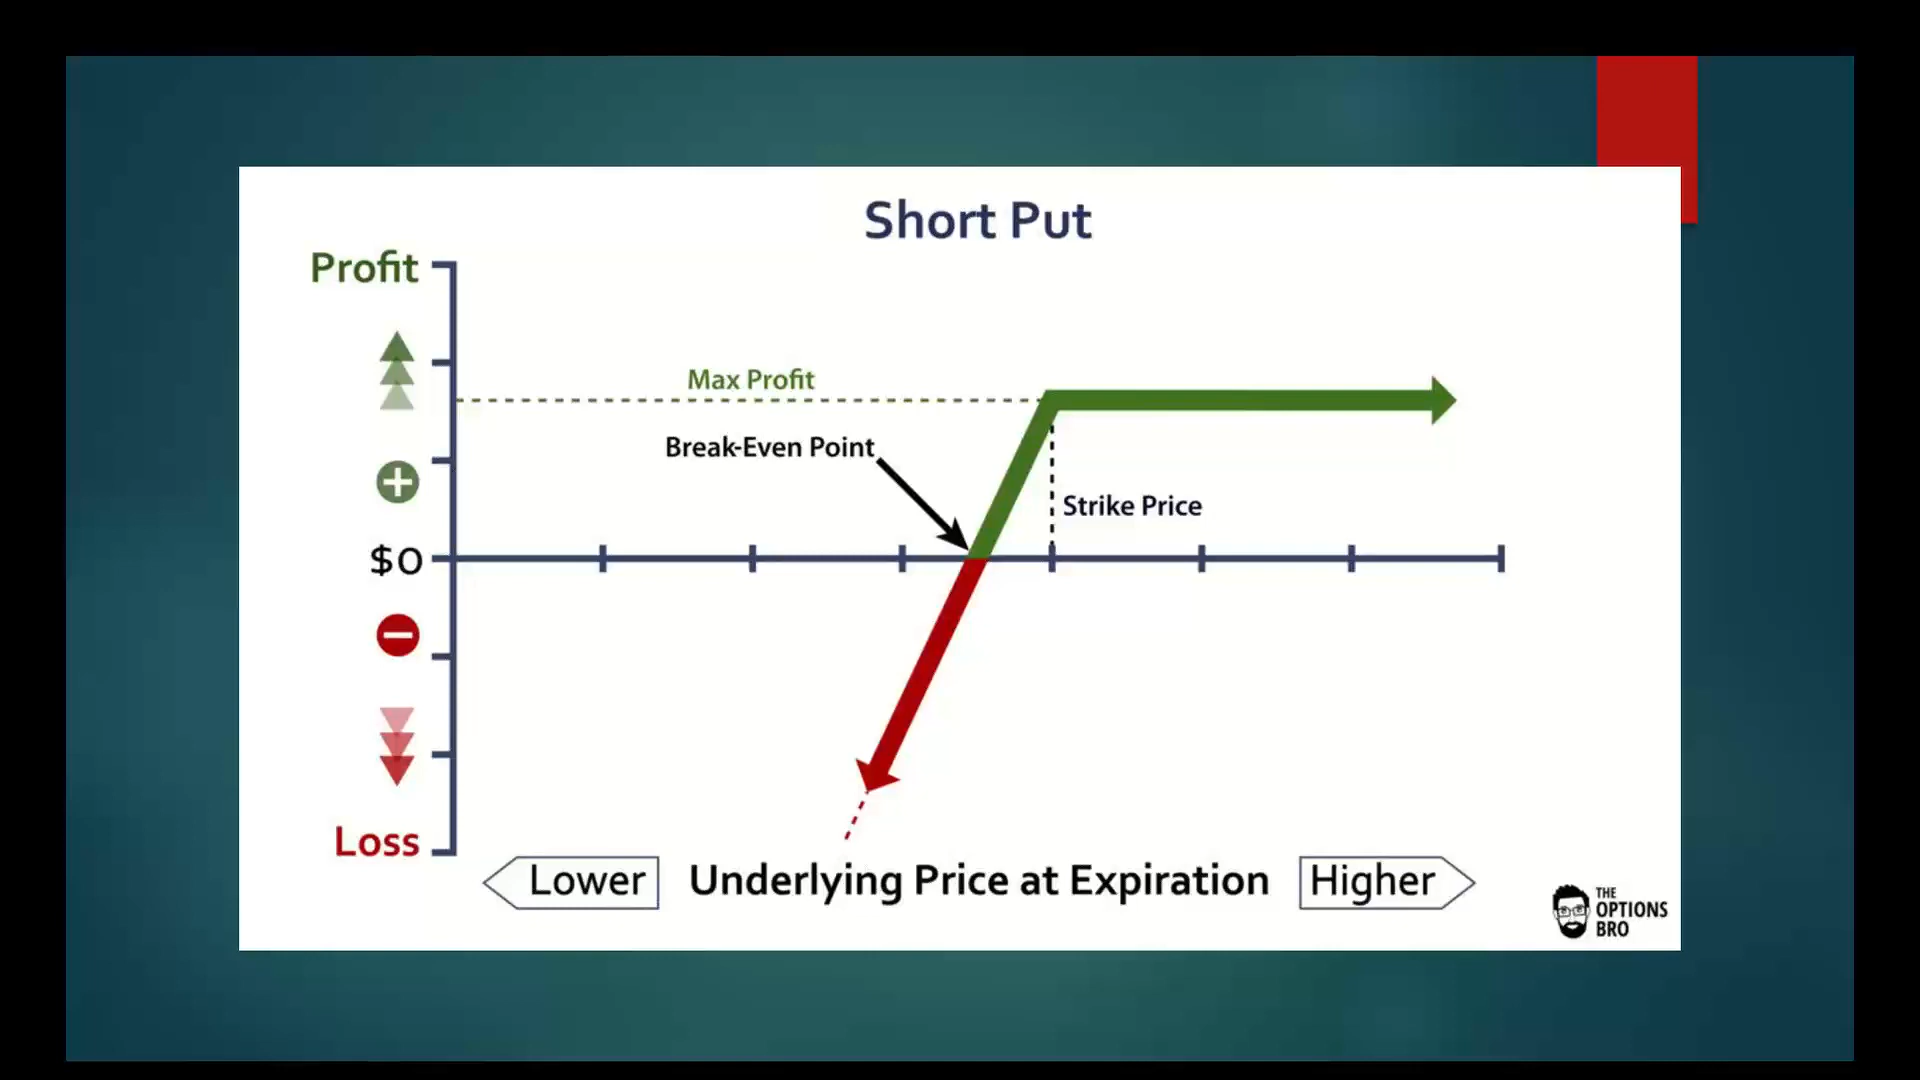 Short Put
Profit
Max Profit
Break-Even Point
Strike Price
$0
Loss
Lower
Underlying Price at Expiration
Higher
THE
OPTIONS
BRO